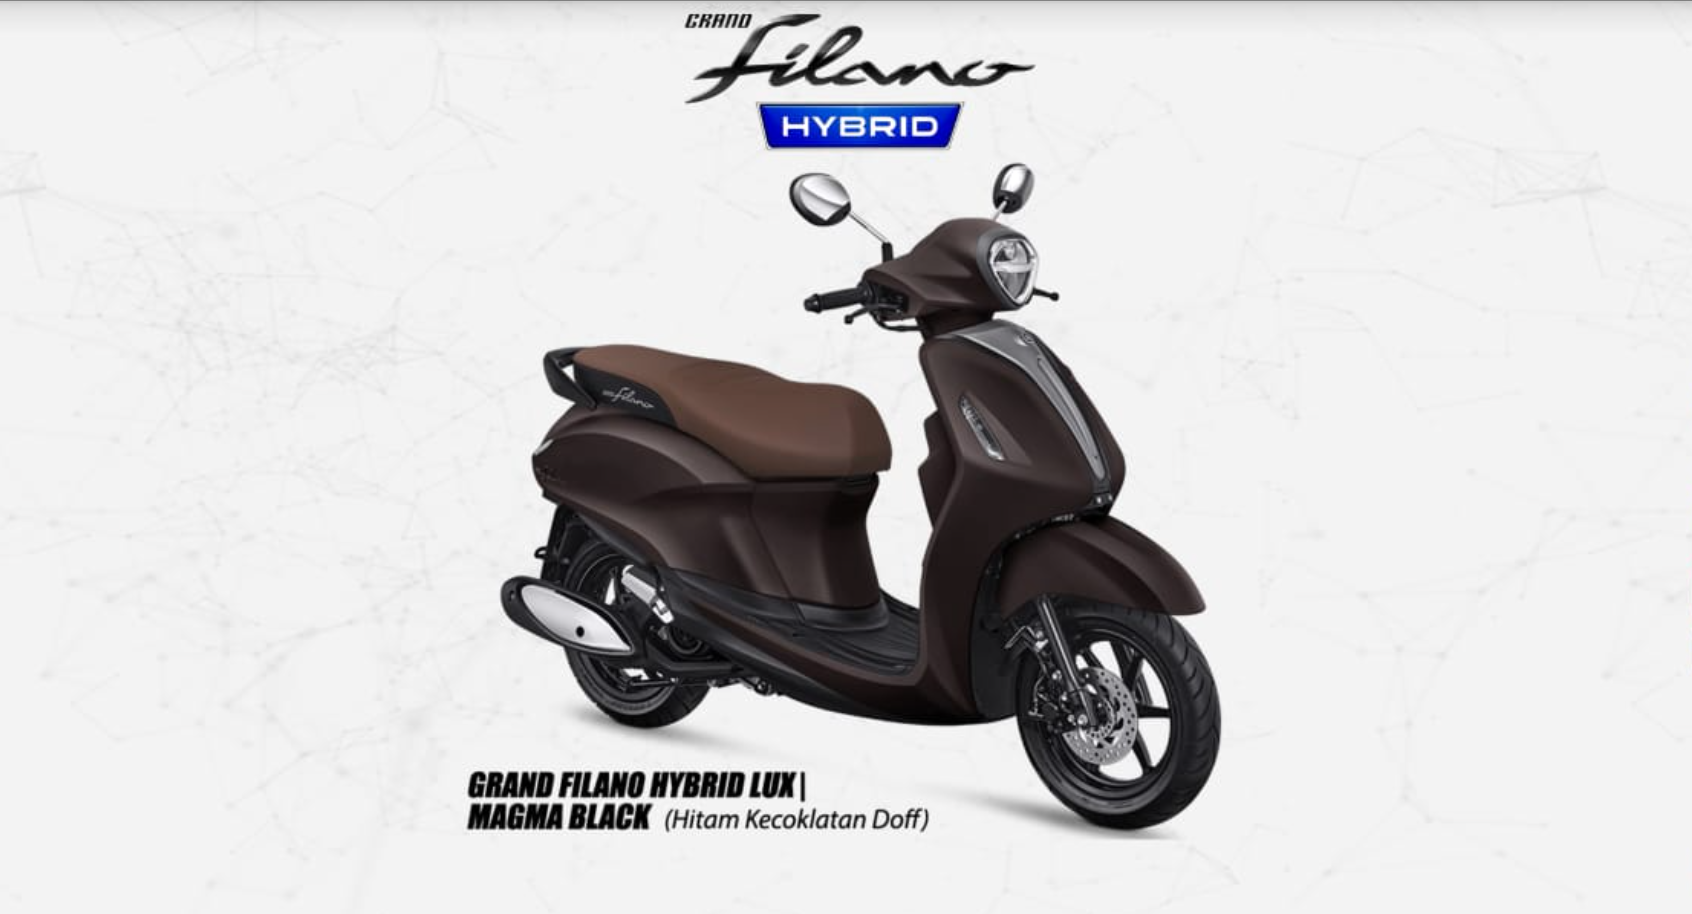 GRAND
Filano
HYBRID
Filano
GRAND FILANO HYBRID LUX|
MAGMA BLACK (Hitam Kecoklatan Doff)